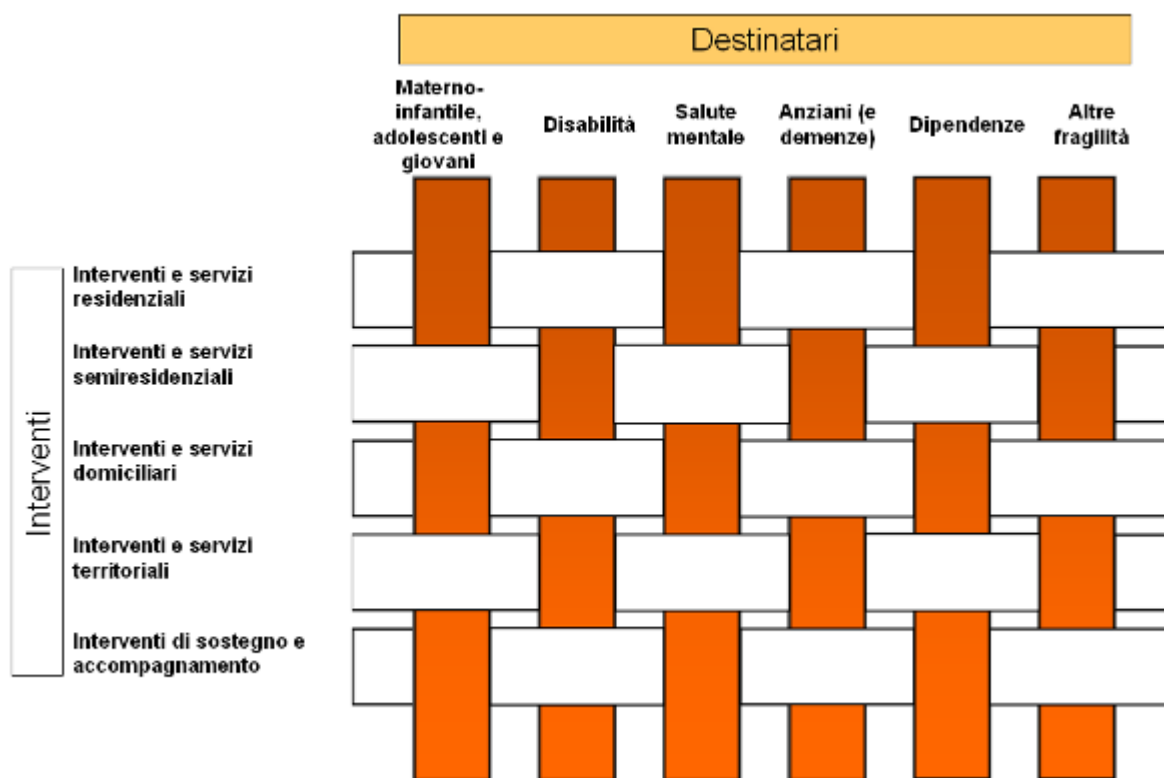 Destinatari
Materno-
infantile,
adolescenti e
giovani
Disabilità
Salute
mentale
Anziani (e
demenze)
Dipendenze
Altre
fragilità
Interventi
Interventi e servizi
residenziali
Interventi e servizi
semiresidenziali
Interventi e servizi
domiciliari
Interventi e servizi
territoriali
Interventi di sostegno e
accompagnamento